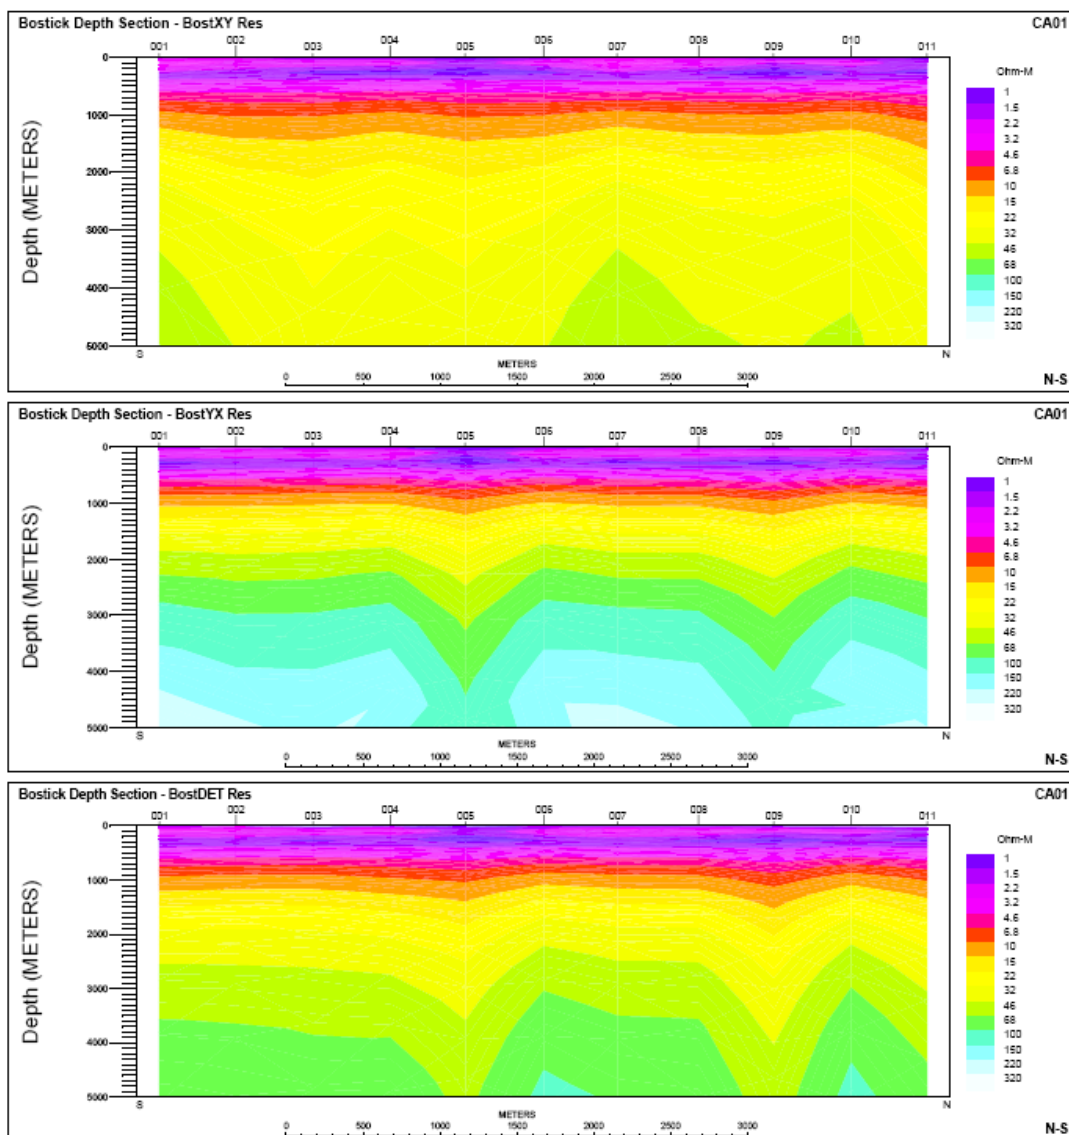 Bostick Depth Section - BostXY Res CA01
001 002 003 004 005 006 007 008 009 010 011
Depth (METERS)
0
1000
2000
3000
4000
5000
Ohm-M
1
1.5
2.2
3.2
4.6
6.8
10
15
22
32
46
68
100
150
220
320
S N
METERS
0 500 1000 1500 2000 2500 3000
N-S
Bostick Depth Section - BostYX Res CA01
001 002 003 004 005 006 007 008 009 010 011
Depth (METERS)
0
1000
2000
3000
4000
5000
Ohm-M
1
1.5
2.2
3.2
4.6
6.8
10
15
22
32
46
68
100
150
220
320
S N
METERS
0 500 1000 1500 2000 2500 3000
N-S
Bostick Depth Section - BostDET Res CA01
001 002 003 004 005 006 007 008 009 010 011
Depth (METERS)
0
1000
2000
3000
4000
5000
Ohm-M
1
1.5
2.2
3.2
4.6
6.8
10
15
22
32
46
68
100
150
220
320
S N
METERS
0 500 1000 1500 2000 2500 3000
N-S